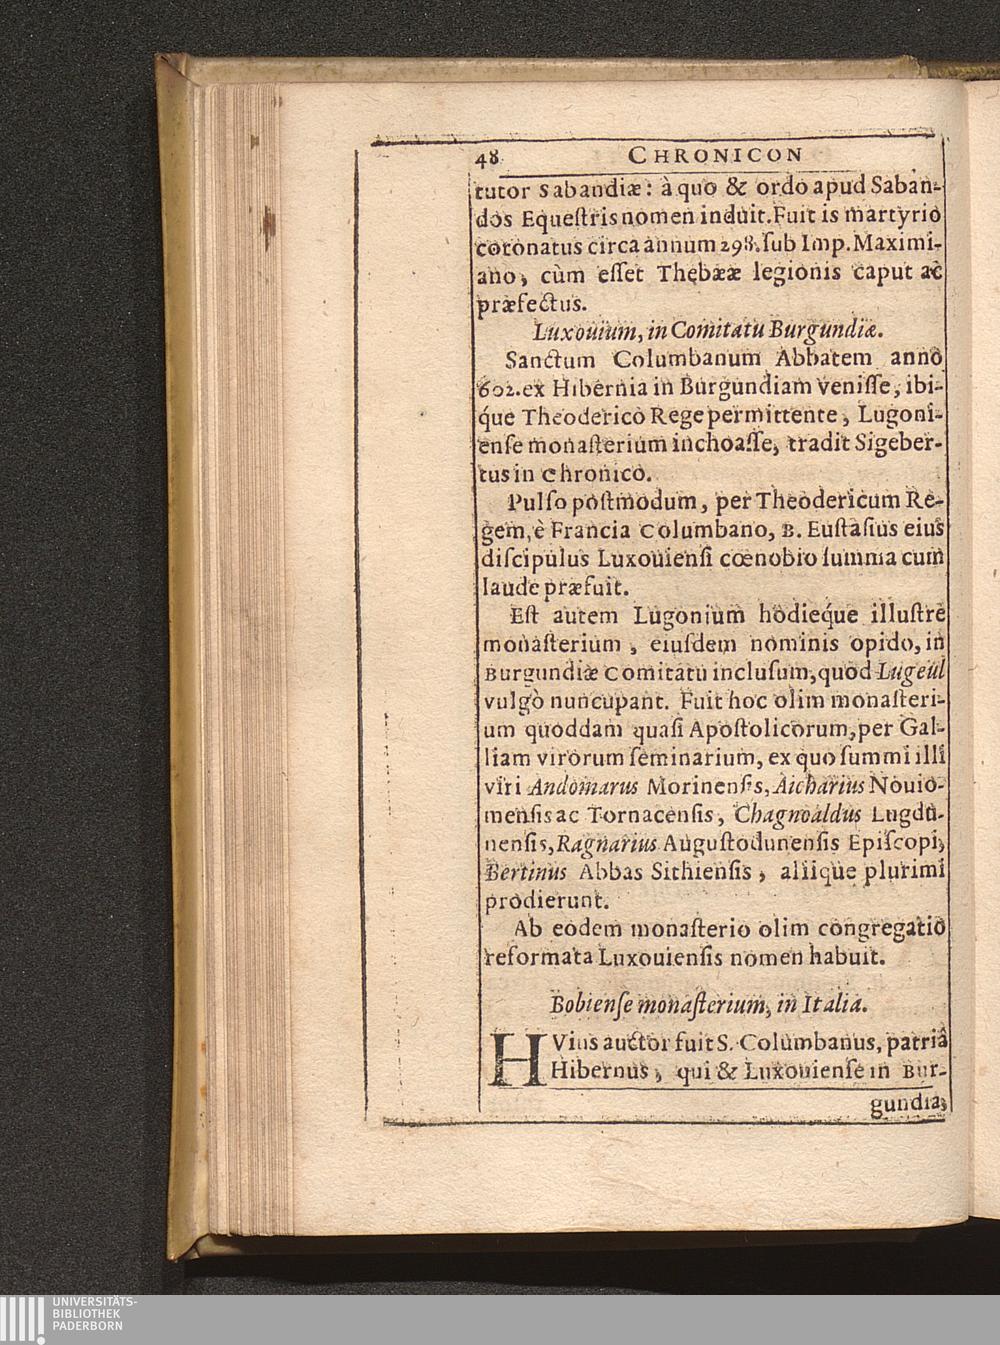 48 CHRONICON
tutor Sabaudiæ: à quo & ordo apud Saban-
dos Equeſtris nomen induit. Fuit is martyrio
coronatus circa annum 298. ſub Imp. Maximi-
ano, cùm eſſet Thebææ legionis caput ac
præfectus.
Luxouium, in Comitatu Burgundiæ.
Sanctum Columbanum Abbatem anno
602. ex Hibernia in Burgundiam veniſſe, ibi-
que Theoderico Rege permittente, Lugoni-
enſe monaſterium inchoaſſe, tradit Sigeber-
tus in Chronico.
Pulſo poſtmodum, per Theodericum Re-
gem, è Francia Columbano, B. Euſtaſius eius
diſcipulus Luxouienſi cœnobio ſumma cum
laude præfuit.
Eſt autem Lugonium hodieque illuſtre
monaſterium, eiuſdem nominis opido, in
Burgundiæ Comitatu incluſum, quod Lugeul
vulgò nuncupant. Fuit hoc olim monaſteri-
um quoddam quaſi Apoſtolicorum, per Gal-
liam virorum ſeminarium, ex quo ſummi illi
viri Andomarus Morinenſis, Aicharius Nouio-
menſis ac Tornacenſis, Chagnoaldus Lugdu-
nenſis, Ragnarius Auguſtodunenſis Epiſcopi,
Bertinus Abbas Sithienſis, aliique plurimi
prodierunt.
Ab eodem monaſterio olim congregatio
reformata Luxouienſis nomen habuit.
Bobienſe monaſterium, in Italia.
HVius auctor fuit S. Columbanus, patriâ
Hibernus, qui & Luxouienſe in Bur-
gundia,
UNIVERSITÄTS-
BIBLIOTHEK
PADERBORN